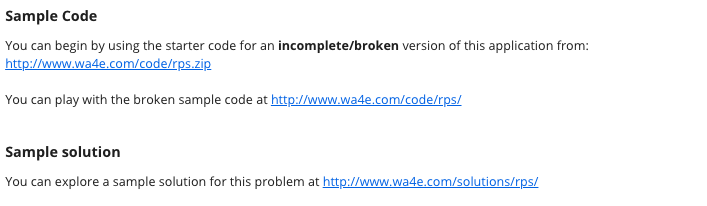 Sample Code
You can begin by using the starter code for an incomplete/broken version of this application from:
http://www.wa4e.com/code/rps.zip
You can play with the broken sample code at http://www.wa4e.com/code/rps/
Sample solution
You can explore a sample solution for this problem at http://www.wa4e.com/solutions/rps/